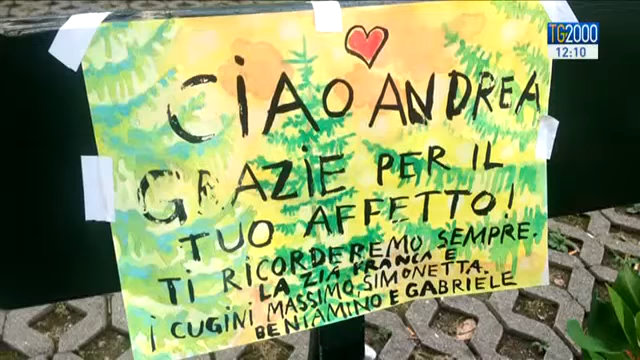 TG2000
12:10
CIAO ANDREA
GRAZIE PER IL
TUO AFFETTO!
TI RICORDEREMO SEMPRE.
LA ZIA FRANCA E
I CUGINI MASSIMO, SIMONETTA.
BENIAMINO E GABRIELE